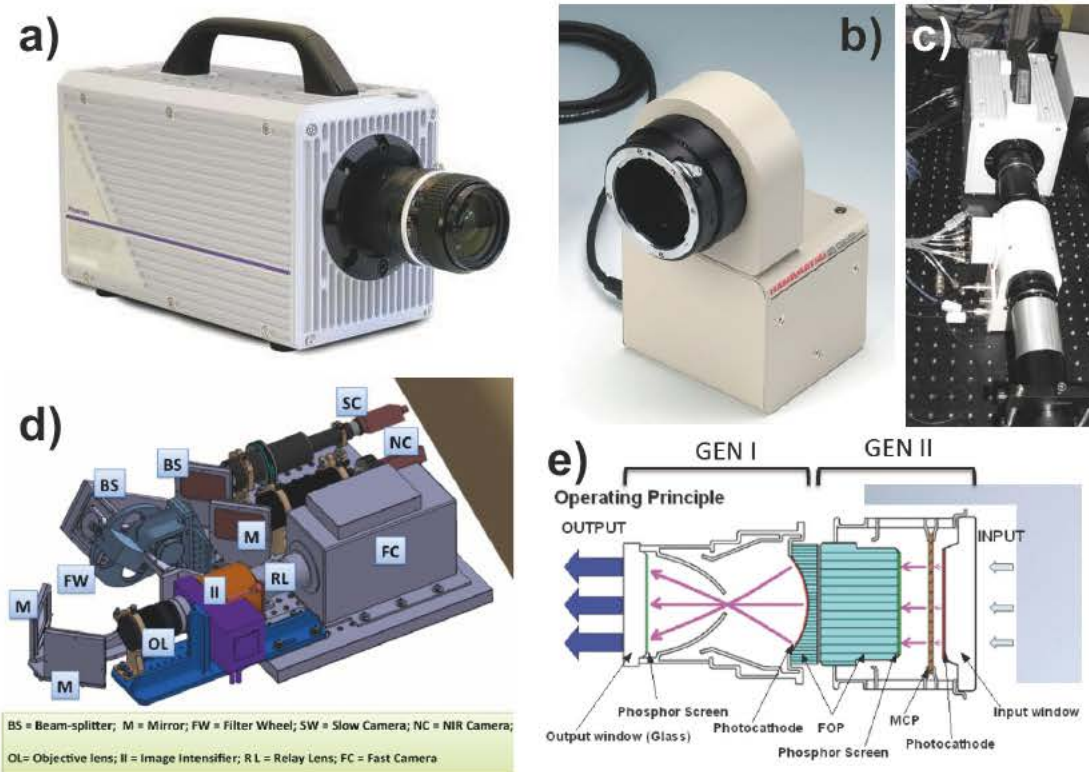 a)
b)
c)
d)
SC
NC
BS
BS
M
FC
FW
II
RL
M
OL
M
BS = Beam-splitter; M = Mirror; FW = Filter Wheel; SW = Slow Camera; NC = NIR Camera;
OL= Objective lens; II = Image Intensifier; R L = Relay Lens; FC = Fast Camera
e)
GEN I
GEN II
Operating Principle
OUTPUT
INPUT
Phosphor Screen
Output window (Glass)
Photocathode
FOP
Phosphor Screen
MCP
Photocathode
Input window